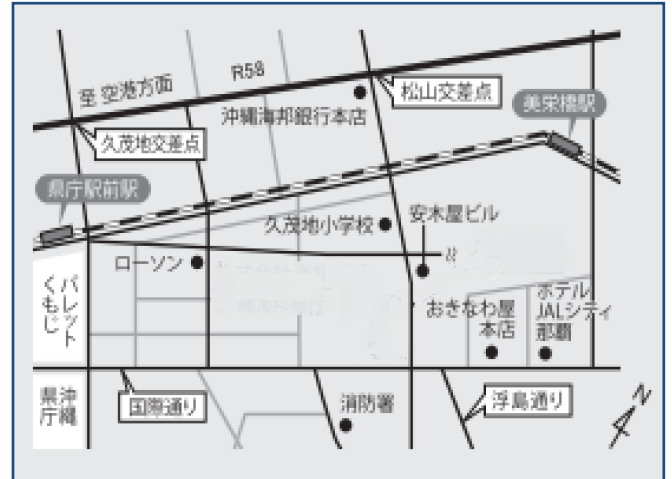 至 空港方面
R58
松山交差点
美栄橋駅
沖縄海邦銀行本店
久茂地交差点
県庁駅前駅
久茂地小学校
安木屋ビル
ローソン
パレット
くもじ
おきなわ屋
本店
ホテル
JALシティ
那覇
沖縄
県庁
国際通り
消防署
浮島通り
N